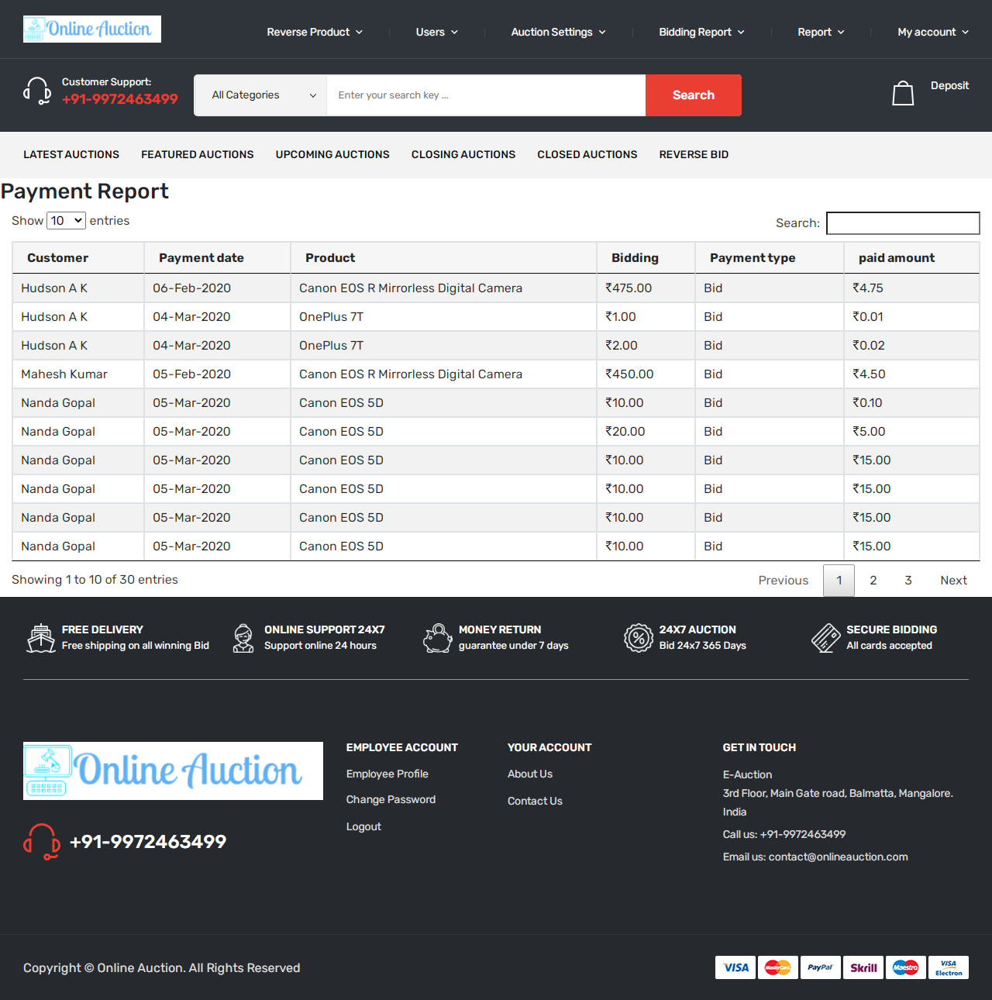 Online Auction
Reverse Product
Users
Auction Settings
Bidding Report
Report
My account
Customer Support:
+91-9972463499
All Categories
Enter your search key ...
Search
Deposit
LATEST AUCTIONS
FEATURED AUCTIONS
UPCOMING AUCTIONS
CLOSING AUCTIONS
CLOSED AUCTIONS
REVERSE BID
Payment Report
Show 10 entries
Search:
Customer Payment date Product Bidding Payment type paid amount
Hudson A K 06-Feb-2020 Canon EOS R Mirrorless Digital Camera ₹475.00 Bid ₹4.75
Hudson A K 04-Mar-2020 OnePlus 7T ₹1.00 Bid ₹0.01
Hudson A K 04-Mar-2020 OnePlus 7T ₹2.00 Bid ₹0.02
Mahesh Kumar 05-Feb-2020 Canon EOS R Mirrorless Digital Camera ₹450.00 Bid ₹4.50
Nanda Gopal 05-Mar-2020 Canon EOS 5D ₹10.00 Bid ₹0.10
Nanda Gopal 05-Mar-2020 Canon EOS 5D ₹20.00 Bid ₹5.00
Nanda Gopal 05-Mar-2020 Canon EOS 5D ₹10.00 Bid ₹15.00
Nanda Gopal 05-Mar-2020 Canon EOS 5D ₹10.00 Bid ₹15.00
Nanda Gopal 05-Mar-2020 Canon EOS 5D ₹10.00 Bid ₹15.00
Nanda Gopal 05-Mar-2020 Canon EOS 5D ₹10.00 Bid ₹15.00
Showing 1 to 10 of 30 entries
Previous 1 2 3 Next
FREE DELIVERY
Free shipping on all winning Bid
ONLINE SUPPORT 24X7
Support online 24 hours
MONEY RETURN
guarantee under 7 days
24X7 AUCTION
Bid 24x7 365 Days
SECURE BIDDING
All cards accepted
Online Auction
+91-9972463499
EMPLOYEE ACCOUNT
Employee Profile
Change Password
Logout
YOUR ACCOUNT
About Us
Contact Us
GET IN TOUCH
E-Auction
3rd Floor, Main Gate road, Balmatta, Mangalore.
India
Call us: +91-9972463499
Email us: contact@onlineauction.com
Copyright © Online Auction. All Rights Reserved
VISA
MasterCard
PayPal
Skrill
Maestro
VISA
Electron